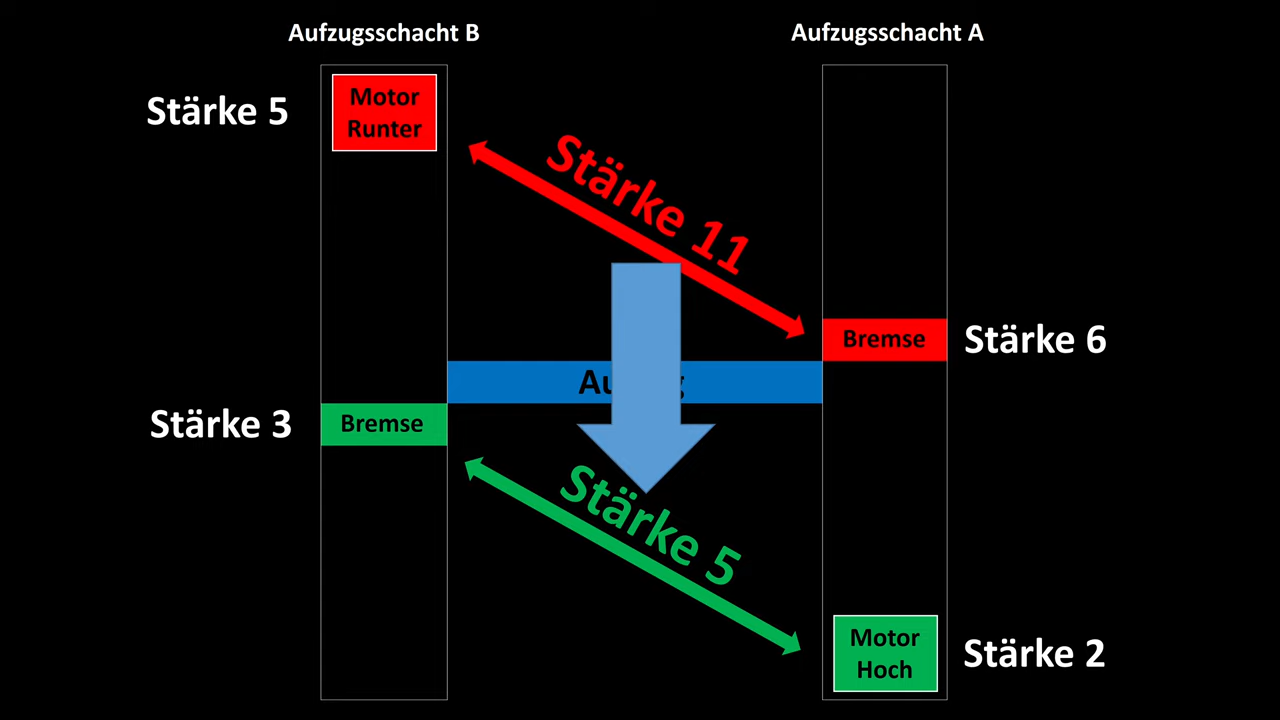 Aufzugsschacht B
Aufzugsschacht A
Stärke 5
Motor
Runter
Stärke 11
Bremse
Stärke 6
Stärke 3
Bremse
Stärke 5
Motor
Hoch
Stärke 2